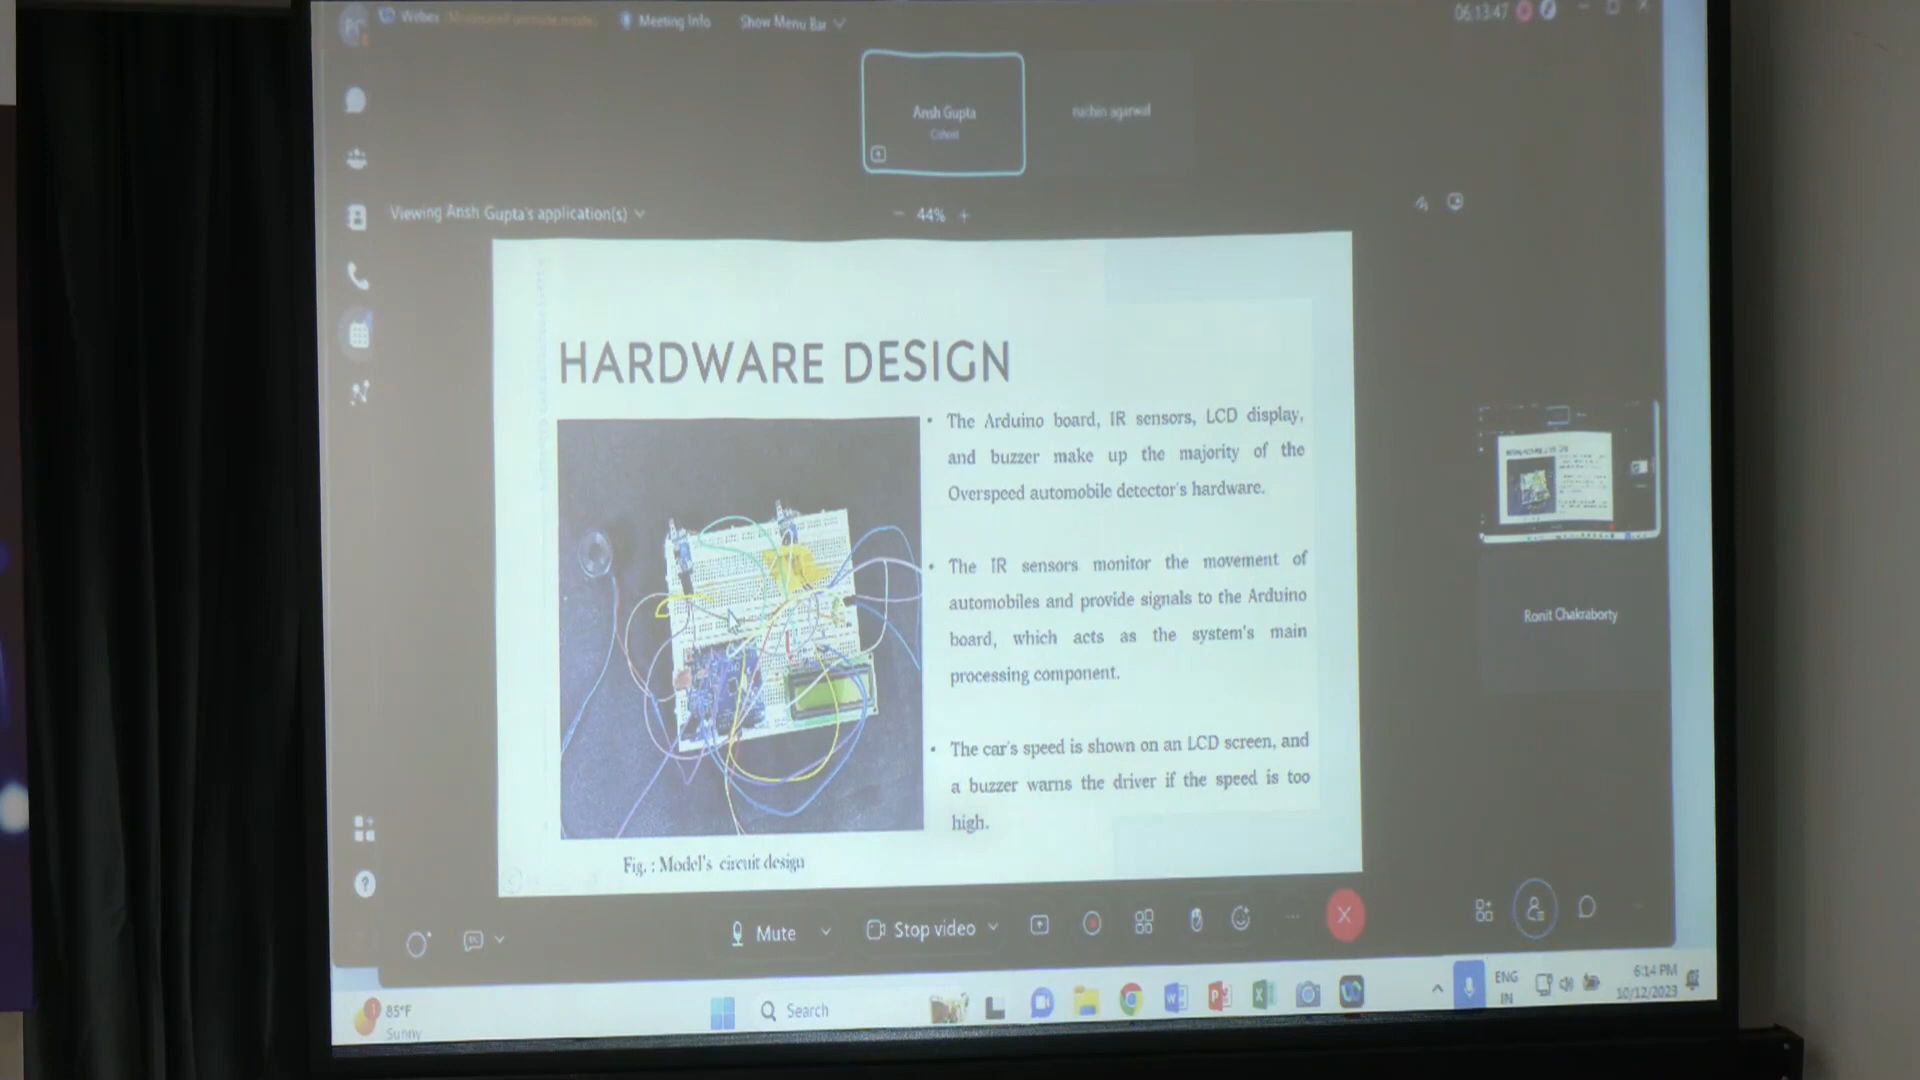 Webex
Meeting Info
Show Menu Bar
06:13:47
Ansh Gupta
Cohost
ruchin agarwal
Viewing Ansh Gupta's application(s)
44%
HARDWARE DESIGN
• The Arduino board, IR sensors, LCD display,
and buzzer make up the majority of the
Overspeed automobile detector's hardware.
• The IR sensors monitor the movement of
automobiles and provide signals to the Arduino
board, which acts as the system's main
processing component.
• The car's speed is shown on an LCD screen, and
a buzzer warns the driver if the speed is too
high.
Fig. : Model's circuit design
Ronit Chakraborty
Mute
Stop video
1
85°F
Sunny
Search
ENG
IN
6:14 PM
10/12/2023